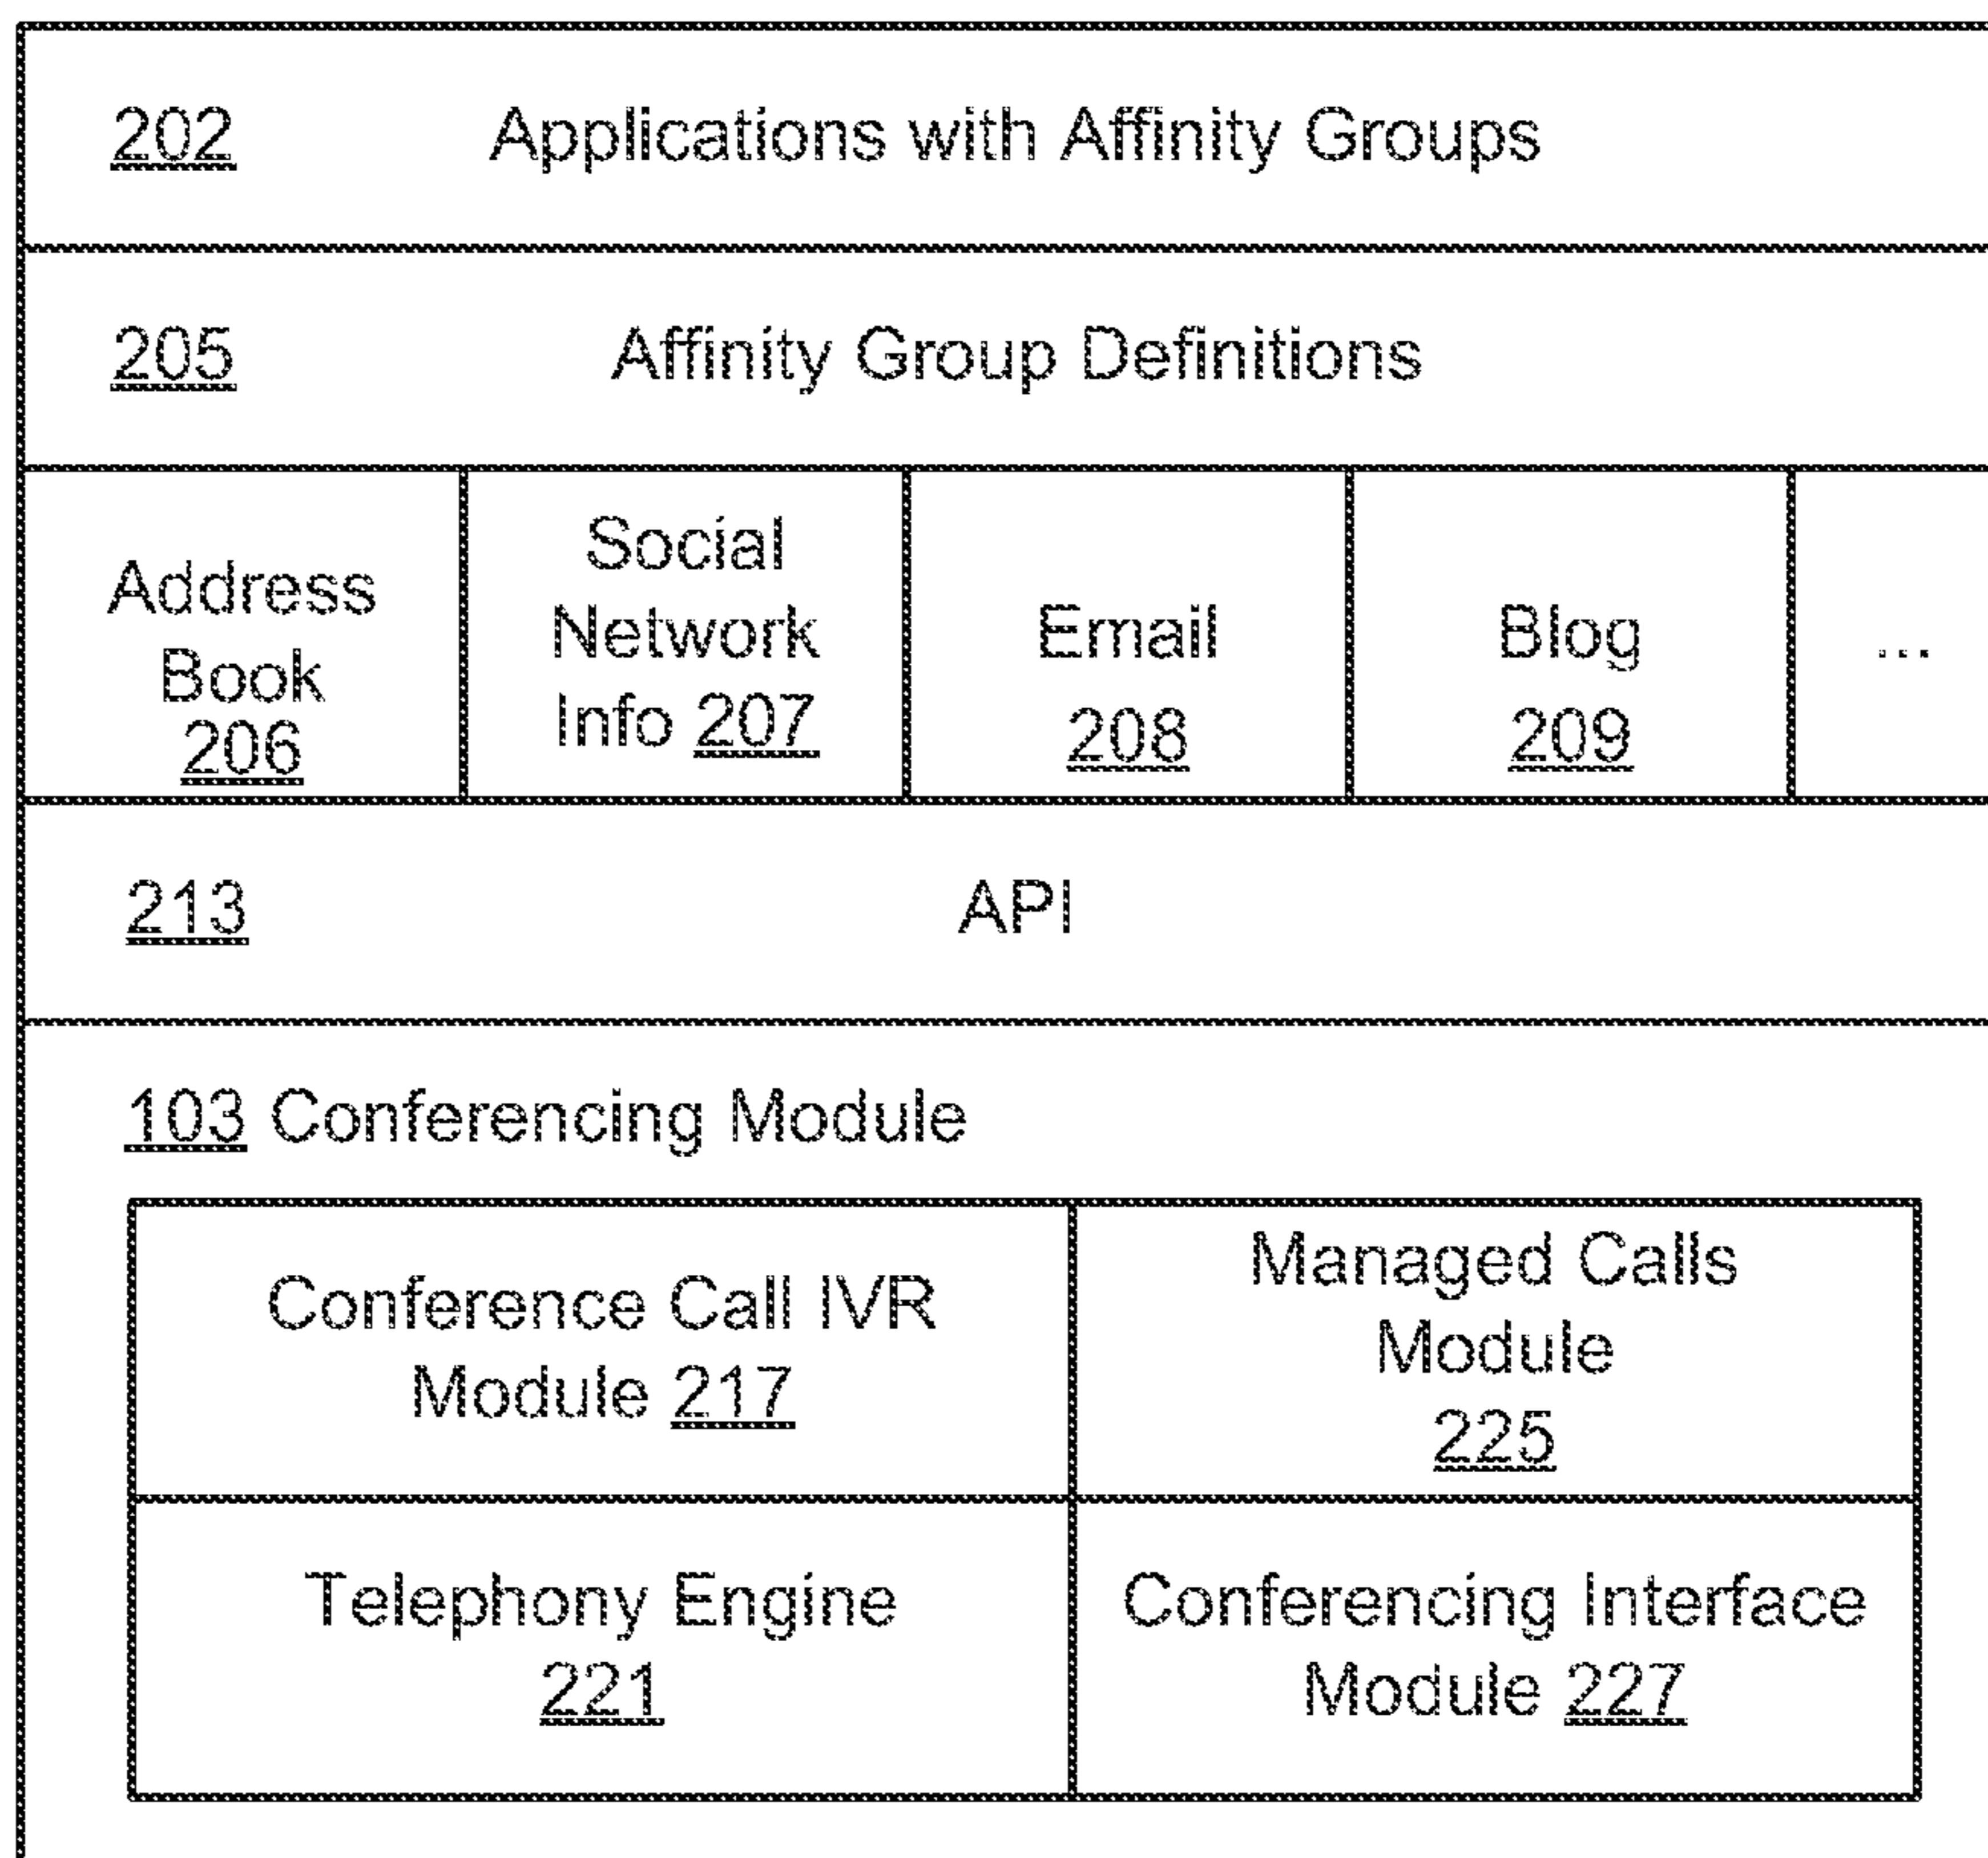 202 Applications with Affinity Groups
205 Affinity Group Definitions
Address
Book
206
Social
Network
Info 207
Email
208
Blog
209
...
213 API
103 Conferencing Module
Conference Call IVR
Module 217
Managed Calls
Module
225
Telephony Engine
221
Conferencing Interface
Module 227